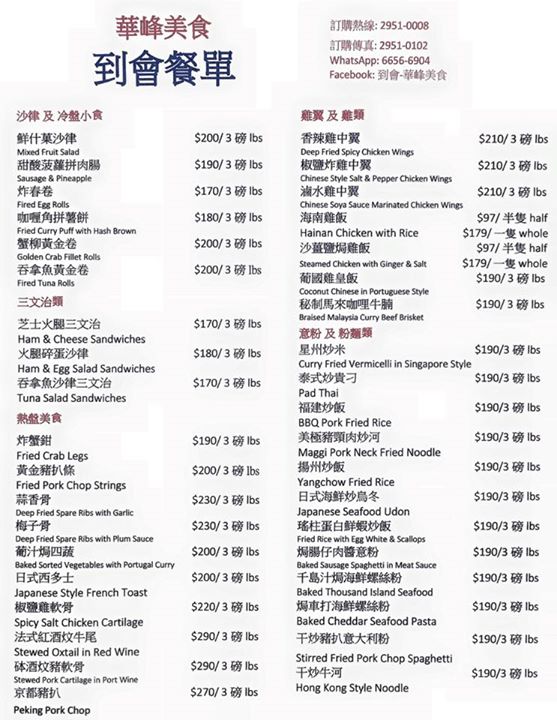 華峰美食
到會餐單
訂購熱線: 2951-0008
訂購傳真: 2951-0102
WhatsApp: 6656-6904
Facebook: 到會-華峰美食
沙律 及 冷盤小食
鮮什菓沙律 $200/ 3 磅 lbs
Mixed Fruit Salad
甜酸菠蘿拼肉腸 $190/ 3 磅 lbs
Sausage & Pineapple
炸春卷 $170/ 3 磅 lbs
Fired Egg Rolls
咖喱角拼薯餅 $180/ 3 磅 lbs
Fried Curry Puff with Hash Brown
蟹柳黃金卷 $200/ 3 磅 lbs
Golden Crab Fillet Rolls
吞拿魚黃金卷 $200/ 3 磅 lbs
Fired Tuna Rolls
三文治類
芝士火腿三文治 $170/ 3 磅 lbs
Ham & Cheese Sandwiches
火腿碎蛋沙律 $180/ 3 磅 lbs
Ham & Egg Salad Sandwiches
吞拿魚沙律三文治 $170/ 3 磅 lbs
Tuna Salad Sandwiches
熱盤美食
炸蟹鉗 $190/ 3 磅 lbs
Fried Crab Legs
黃金豬扒條 $200/ 3 磅 lbs
Fried Pork Chop Strings
蒜香骨 $230/ 3 磅 lbs
Deep Fried Spare Ribs with Garlic
梅子骨 $230/ 3 磅 lbs
Deep Fried Spare Ribs with Plum Sauce
葡汁焗四蔬 $200/ 3 磅 lbs
Baked Sorted Vegetables with Portugal Curry
日式西多士 $200/ 3 磅 lbs
Japanese Style French Toast
椒鹽雞軟骨 $220/ 3 磅 lbs
Spicy Salt Chicken Cartilage
法式紅酒炆牛尾 $290/ 3 磅 lbs
Stewed Oxtail in Red Wine
砵酒炆豬軟骨 $290/ 3 磅 lbs
Stewed Pork Cartilage in Port Wine
京都豬扒 $270/ 3 磅 lbs
Peking Pork Chop
雞翼 及 雞類
香辣雞中翼 $210/ 3 磅 lbs
Deep Fried Spicy Chicken Wings
椒鹽炸雞中翼 $210/ 3 磅 lbs
Chinese Style Salt & Pepper Chicken Wings
滷水雞中翼 $210/ 3 磅 lbs
Chinese Soya Sauce Marinated Chicken Wings
海南雞飯 $97/ 半隻 half
Hainan Chicken with Rice $179/ 一隻 whole
沙薑鹽焗雞飯 $97/ 半隻 half
Steamed Chicken with Ginger & Salt $179/ 一隻 whole
葡國雞皇飯 $190/ 3 磅 lbs
Coconut Chinese in Portuguese Style
秘制馬來咖哩牛腩 $190/ 3 磅 lbs
Braised Malaysia Curry Beef Brisket
意粉 及 粉麵類
星州炒米 $190/3 磅 lbs
Curry Fried Vermicelli in Singapore Style
泰式炒貴刁 $190/3 磅 lbs
Pad Thai
福建炒飯 $190/3 磅 lbs
BBQ Pork Fried Rice
美極豬頸肉炒河 $190/3 磅 lbs
Maggi Pork Neck Fried Noodle
揚州炒飯 $190/3 磅 lbs
Yangchow Fried Rice
日式海鮮炒烏冬 $190/3 磅 lbs
Japanese Seafood Udon
瑤柱蛋白鮮蝦炒飯 $190/3 磅 lbs
Fried Rice with Egg White & Scallops
焗腸仔肉醬意粉 $190/3 磅 lbs
Baked Sausage Spaghetti in Meat Sauce
千島汁焗海鮮螺絲粉 $190/3 磅 lbs
Baked Thousand Island Seafood
焗車打海鮮螺絲粉 $190/3 磅 lbs
Baked Cheddar Seafood Pasta
干炒豬扒意大利粉 $190/3 磅 lbs
Stirred Fried Pork Chop Spaghetti
干炒牛河 $190/3 磅 lbs
Hong Kong Style Noodle